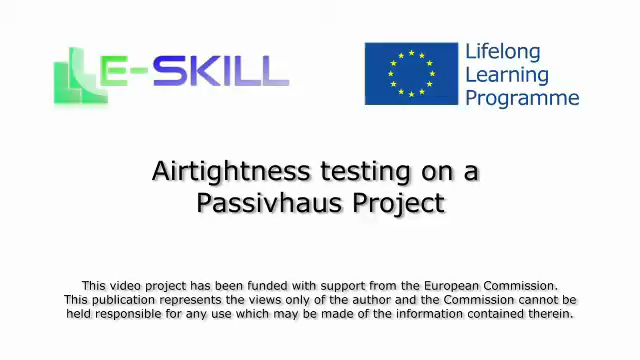 E-SKILL
Lifelong
Learning
Programme
Airtightness testing on a
Passivhaus Project
This video project has been funded with support from the European Commission.
This publication represents the views only of the author and the Commission cannot be
held responsible for any use which may be made of the information contained therein.